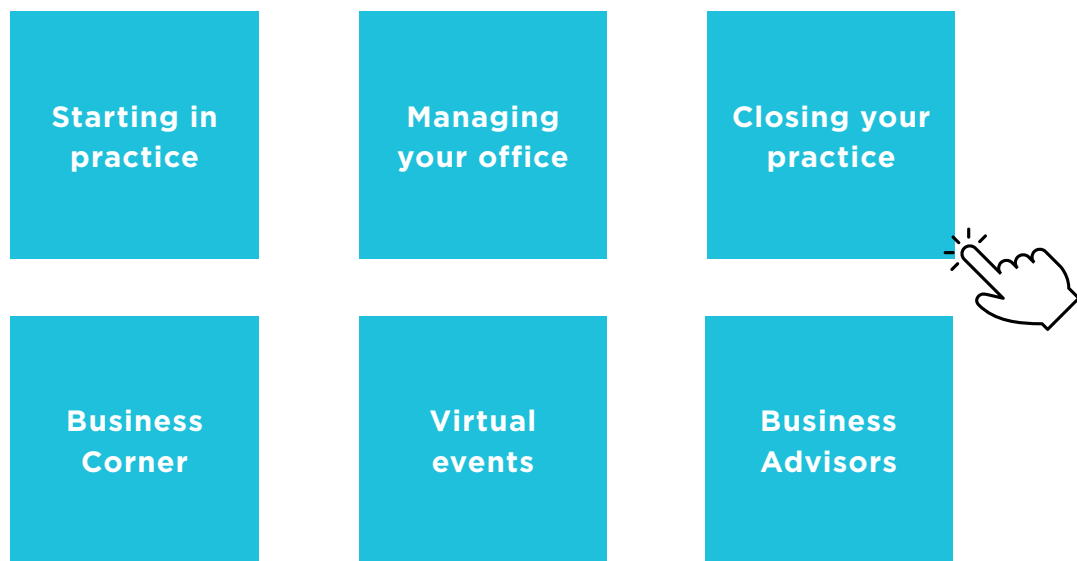 Starting in
practice
Managing
your office
Closing your
practice
Business
Corner
Virtual
events
Business
Advisors